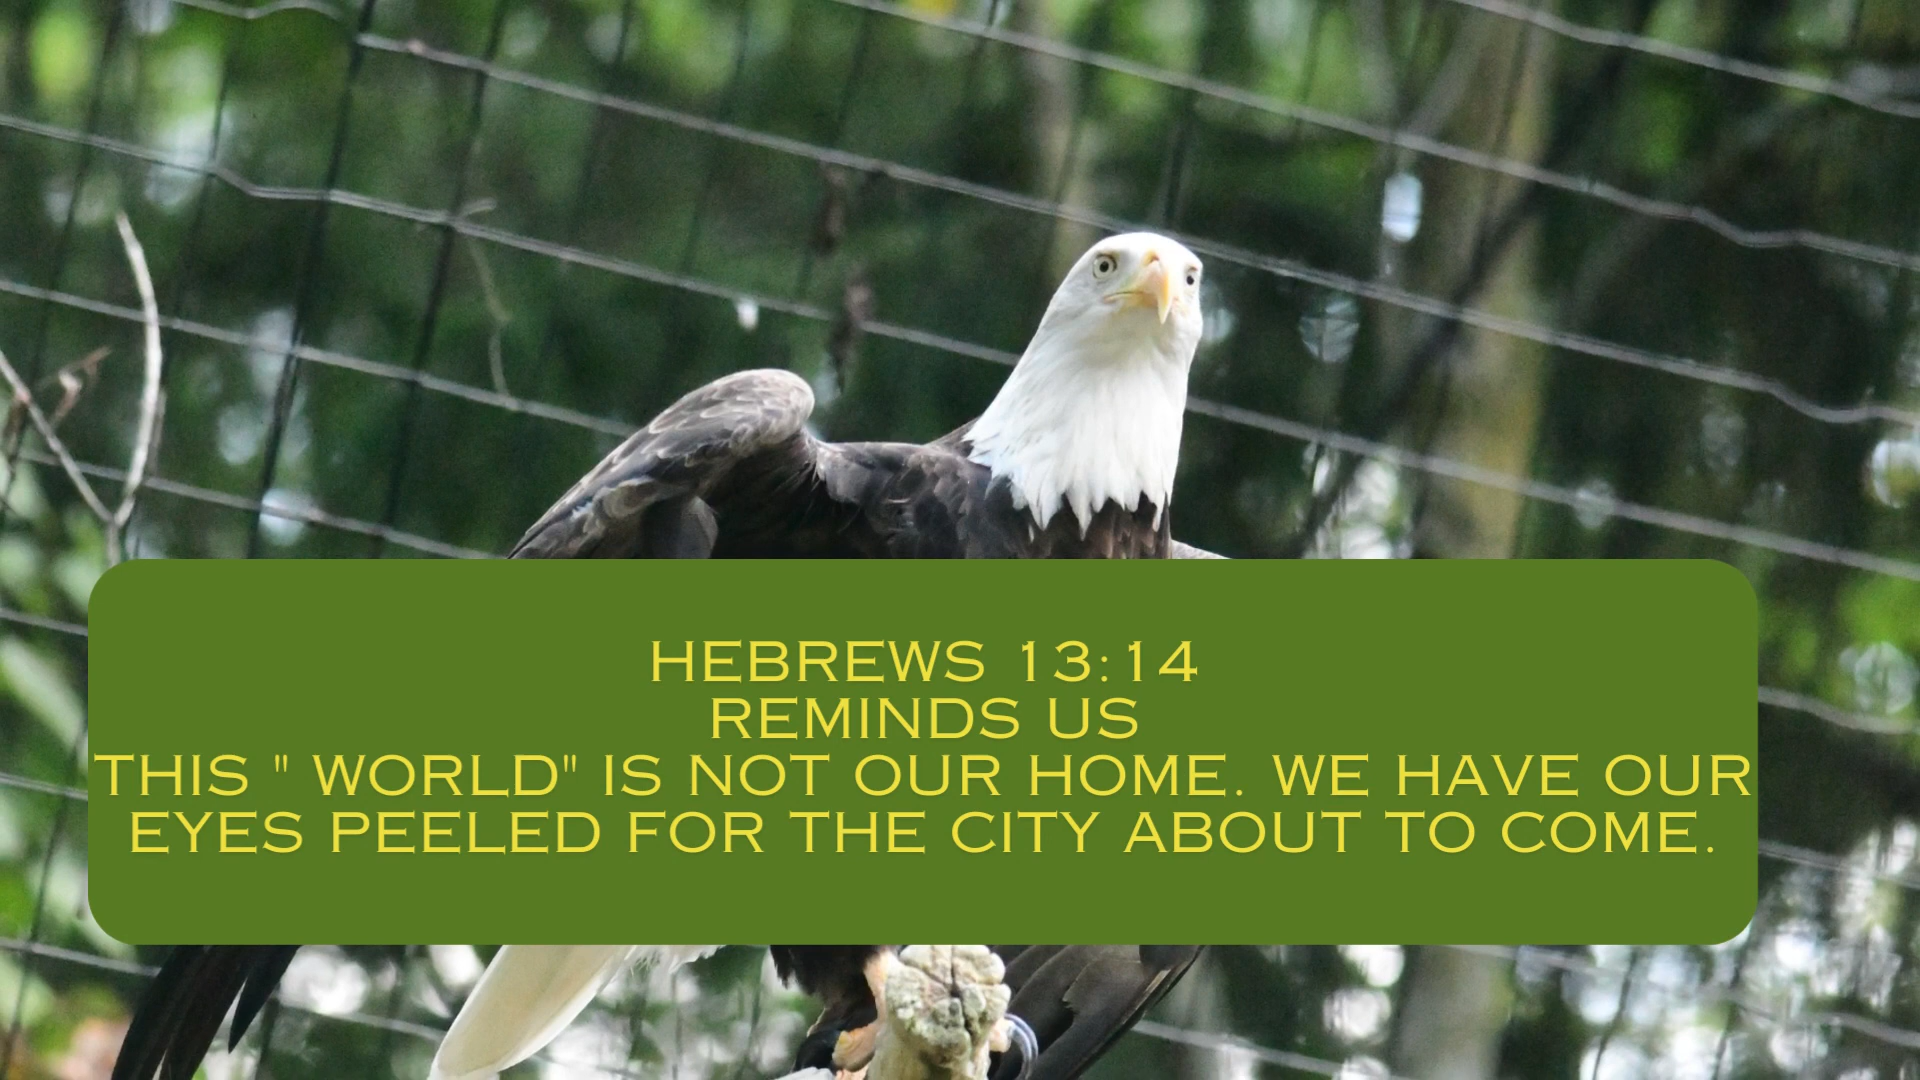 HEBREWS 13:14
REMINDS US
THIS " WORLD" IS NOT OUR HOME. WE HAVE OUR
EYES PEELED FOR THE CITY ABOUT TO COME.